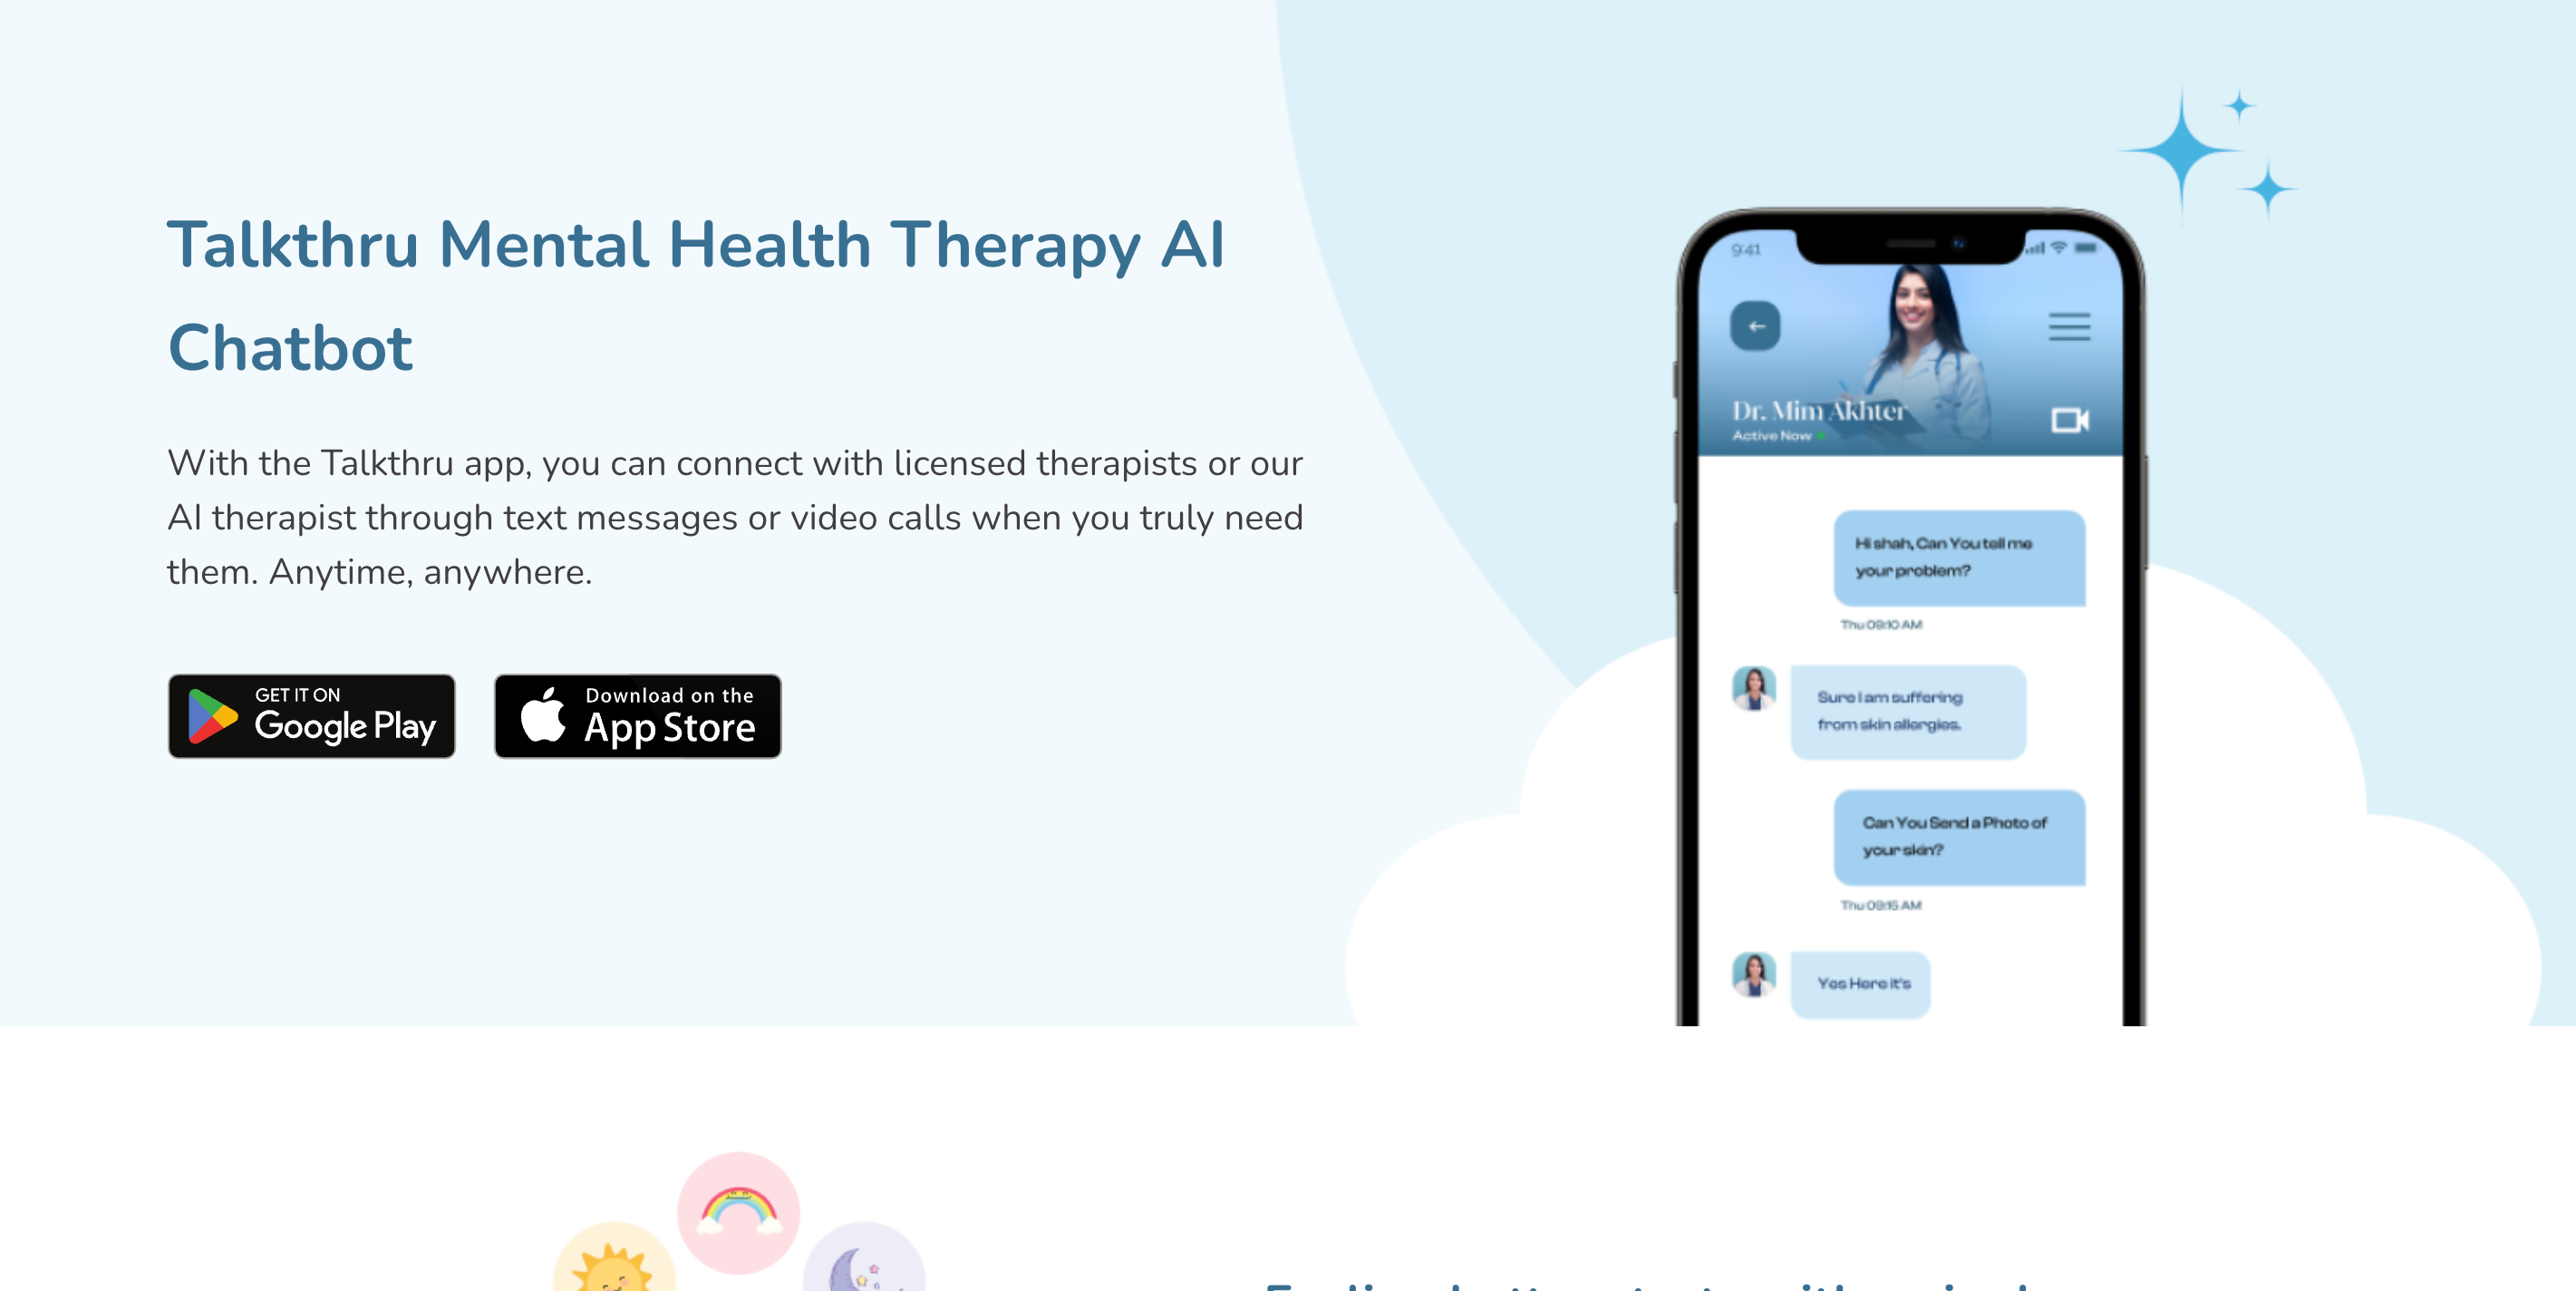 Talkthru Mental Health Therapy AI
Chatbot
With the Talkthru app, you can connect with licensed therapists or our
AI therapist through text messages or video calls when you truly need
them. Anytime, anywhere.
GET IT ON
Google Play
Download on the
App Store
9:41
Dr. Mim Akhter
Active Now
Hi shah, Can You tell me
your problem?
Thu 09:10 AM
Sure I am suffering
from skin allergies.
Can You Send a Photo of
your skin?
Thu 09:15 AM
Yes Here it's